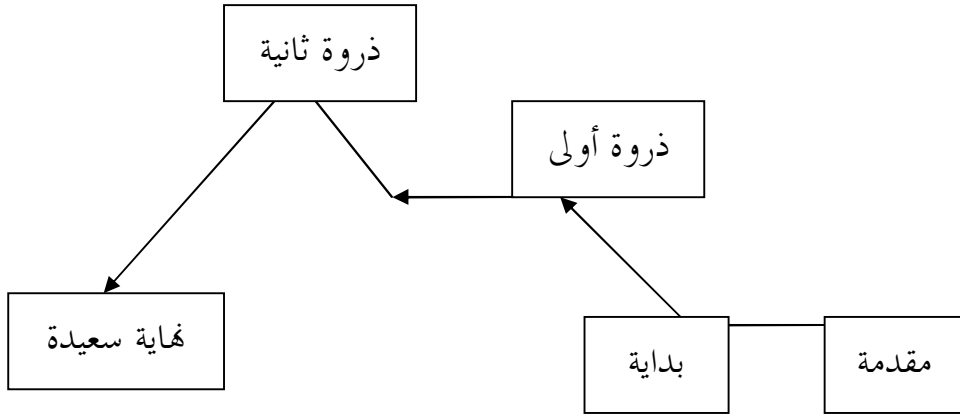 ذروة ثانية
ذروة أولى
مقدمة
بداية
نهاية سعيدة